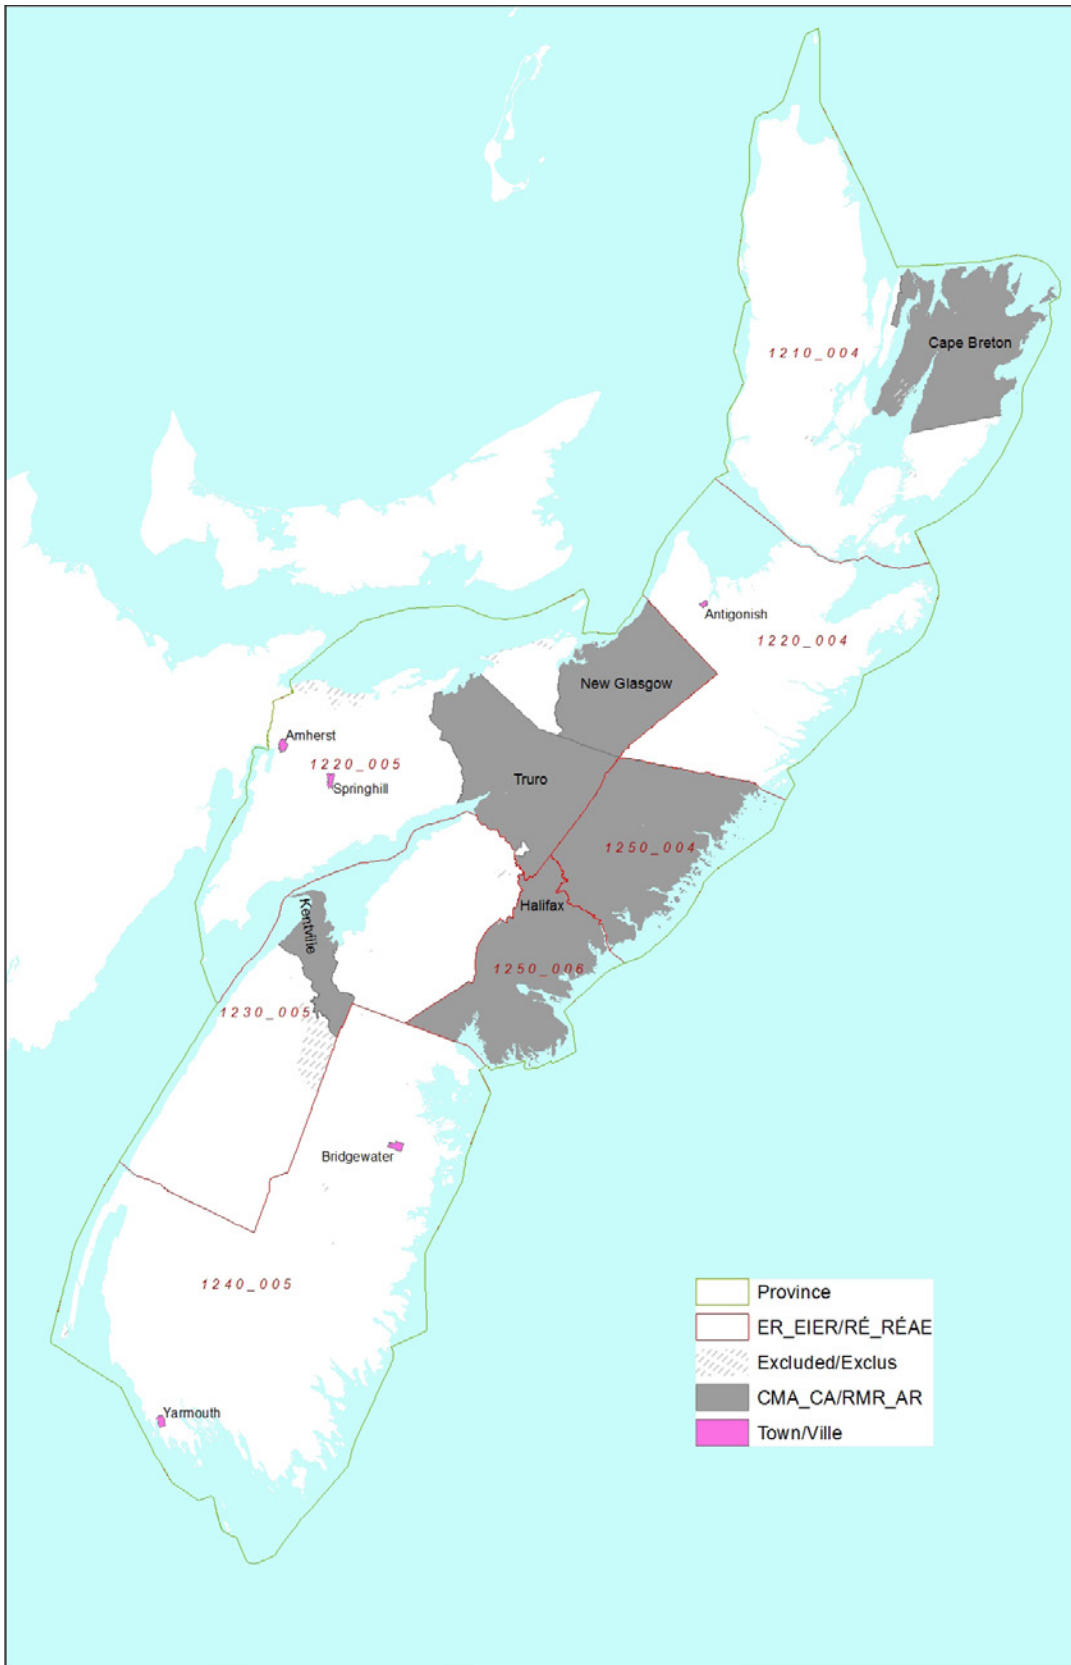 1210_004
Cape Breton
Antigonish
1220_004
New Glasgow
Amherst
1220_005
Springhill
Truro
1250_004
Halifax
Kentville
1250_006
1230_005
Bridgewater
1240_005
Yarmouth
Province
ER_EIER/RÉ_RÉAE
Excluded/Exclus
CMA_CA/RMR_AR
Town/Ville